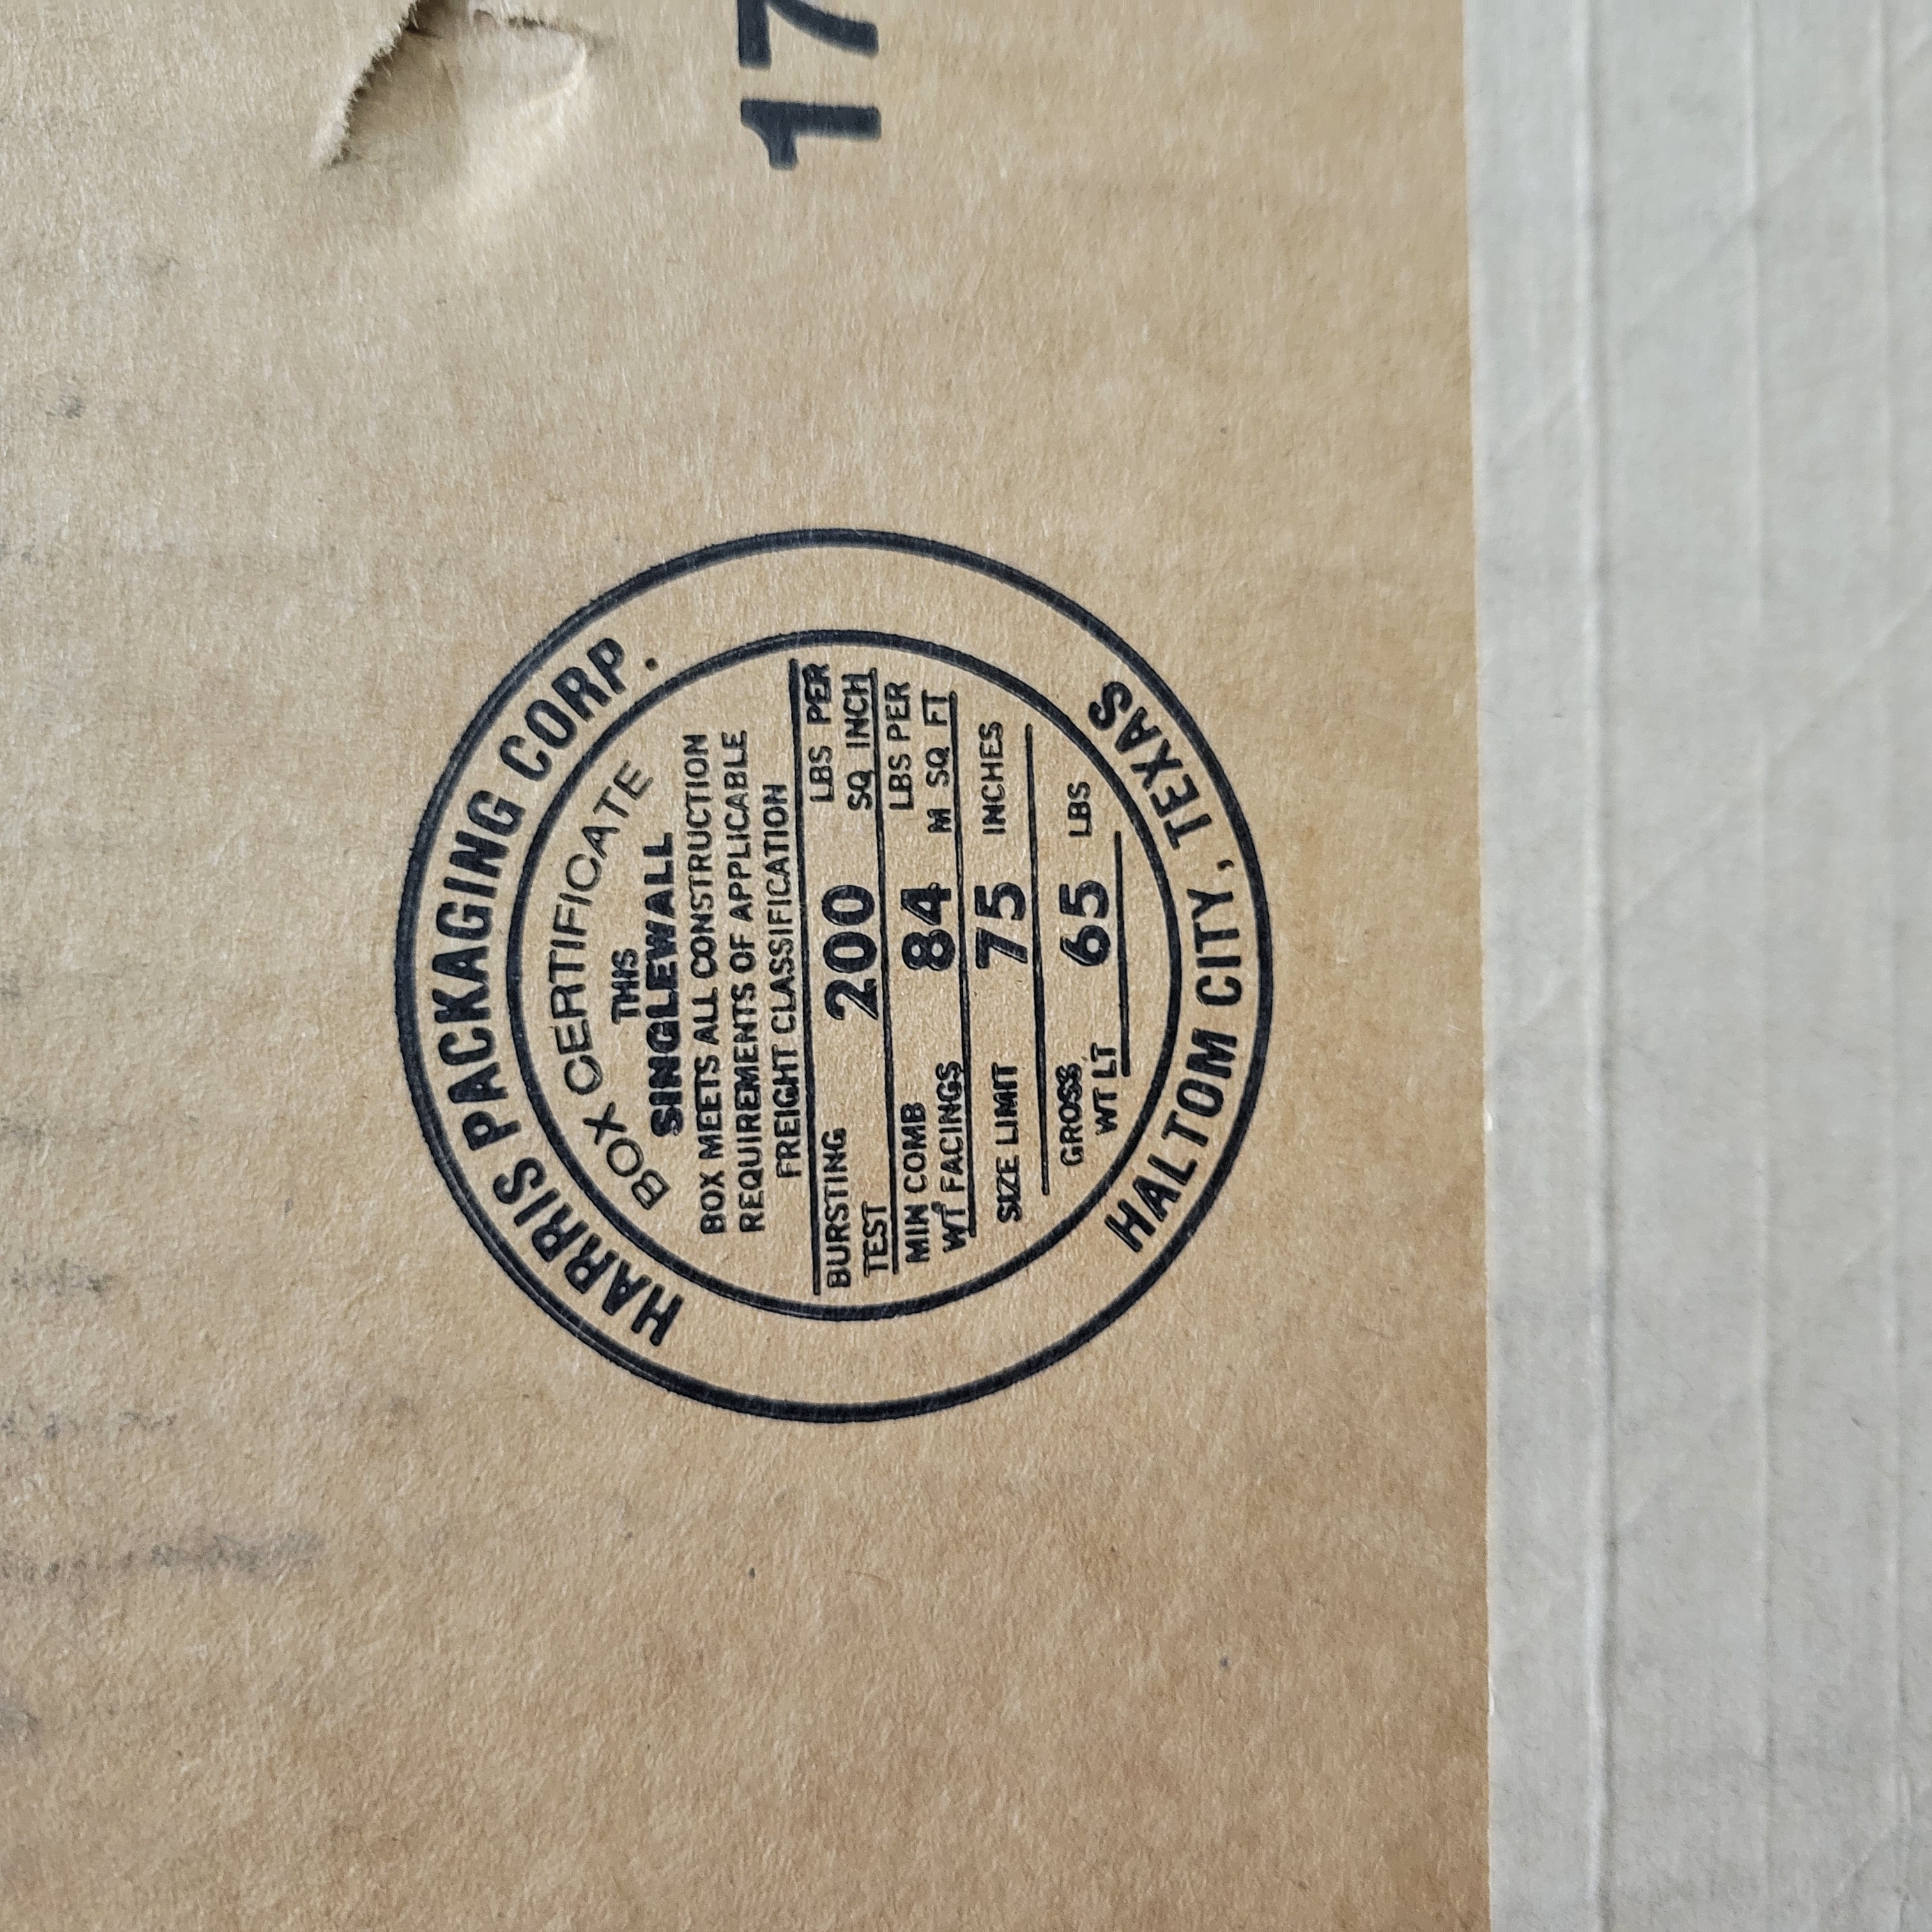 17
HARRIS PACKAGING CORP.
BOX CERTIFICATE
THIS
SINGLEWALL
BOX MEETS ALL CONSTRUCTION
REQUIREMENTS OF APPLICABLE
FREIGHT CLASSIFICATION
BURSTING TEST 200 LBS PER SQ INCH
MIN COMB WT FACINGS 84 LBS PER M SQ FT
SIZE LIMIT 75 INCHES
GROSS WT LT 65 LBS
HALTOM CITY, TEXAS